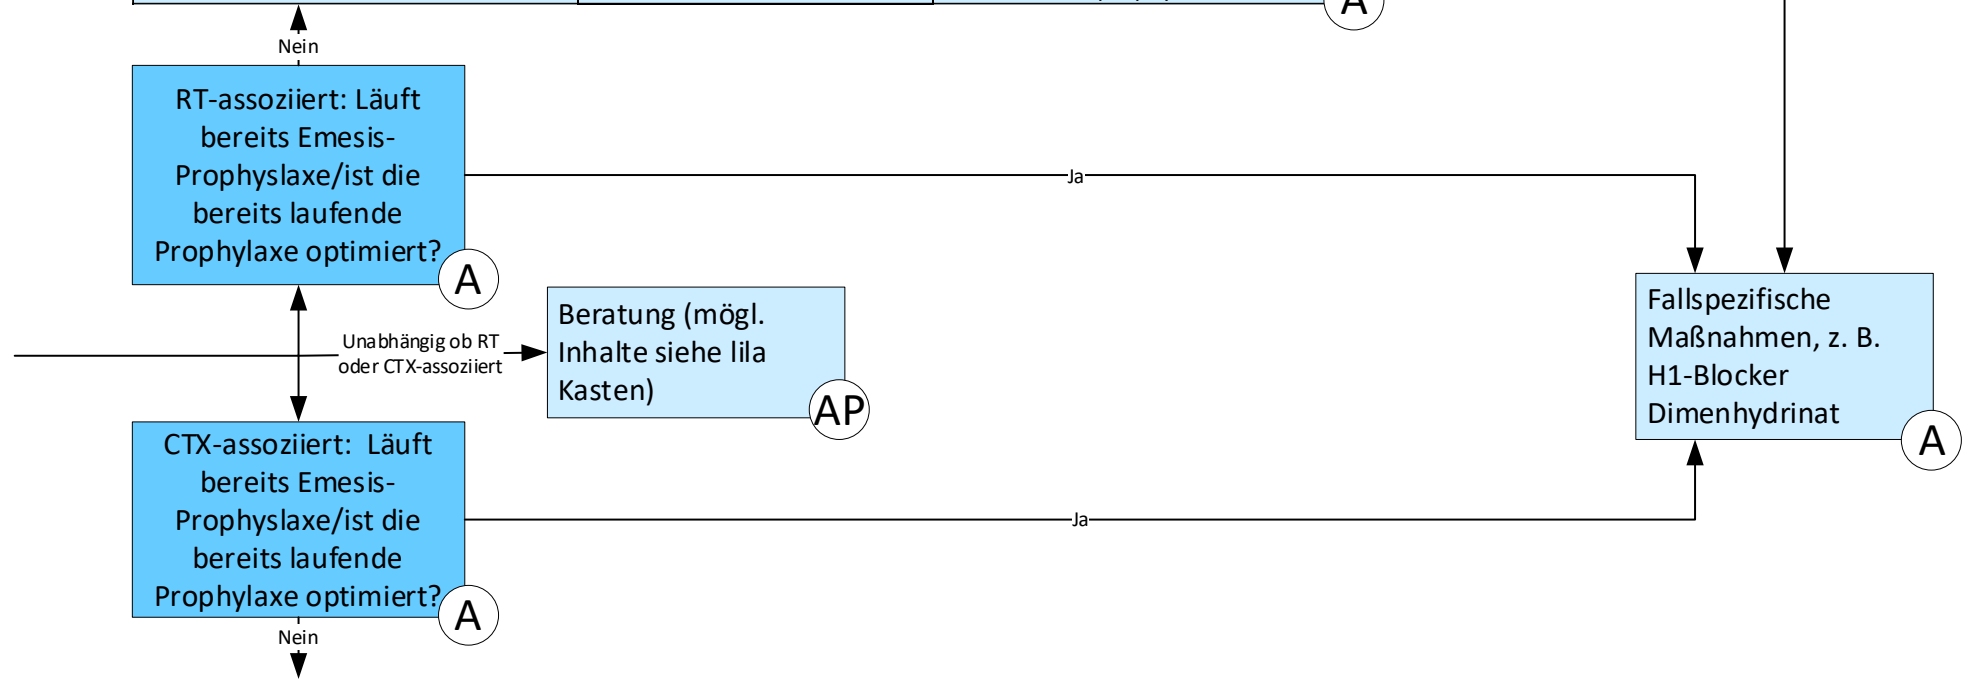 A
Nein
RT-assoziiert: Läuft
bereits Emesis-
Prophyslaxe/ist die
bereits laufende
Prophylaxe optimiert?
A
Ja
Unabhängig ob RT
oder CTX-assoziiert
Beratung (mögl.
Inhalte siehe lila
Kasten)
AP
Fallspezifische
Maßnahmen, z. B.
H1-Blocker
Dimenhydrinat
A
CTX-assoziiert:  Läuft
bereits Emesis-
Prophyslaxe/ist die
bereits laufende
Prophylaxe optimiert?
A
Ja
Nein